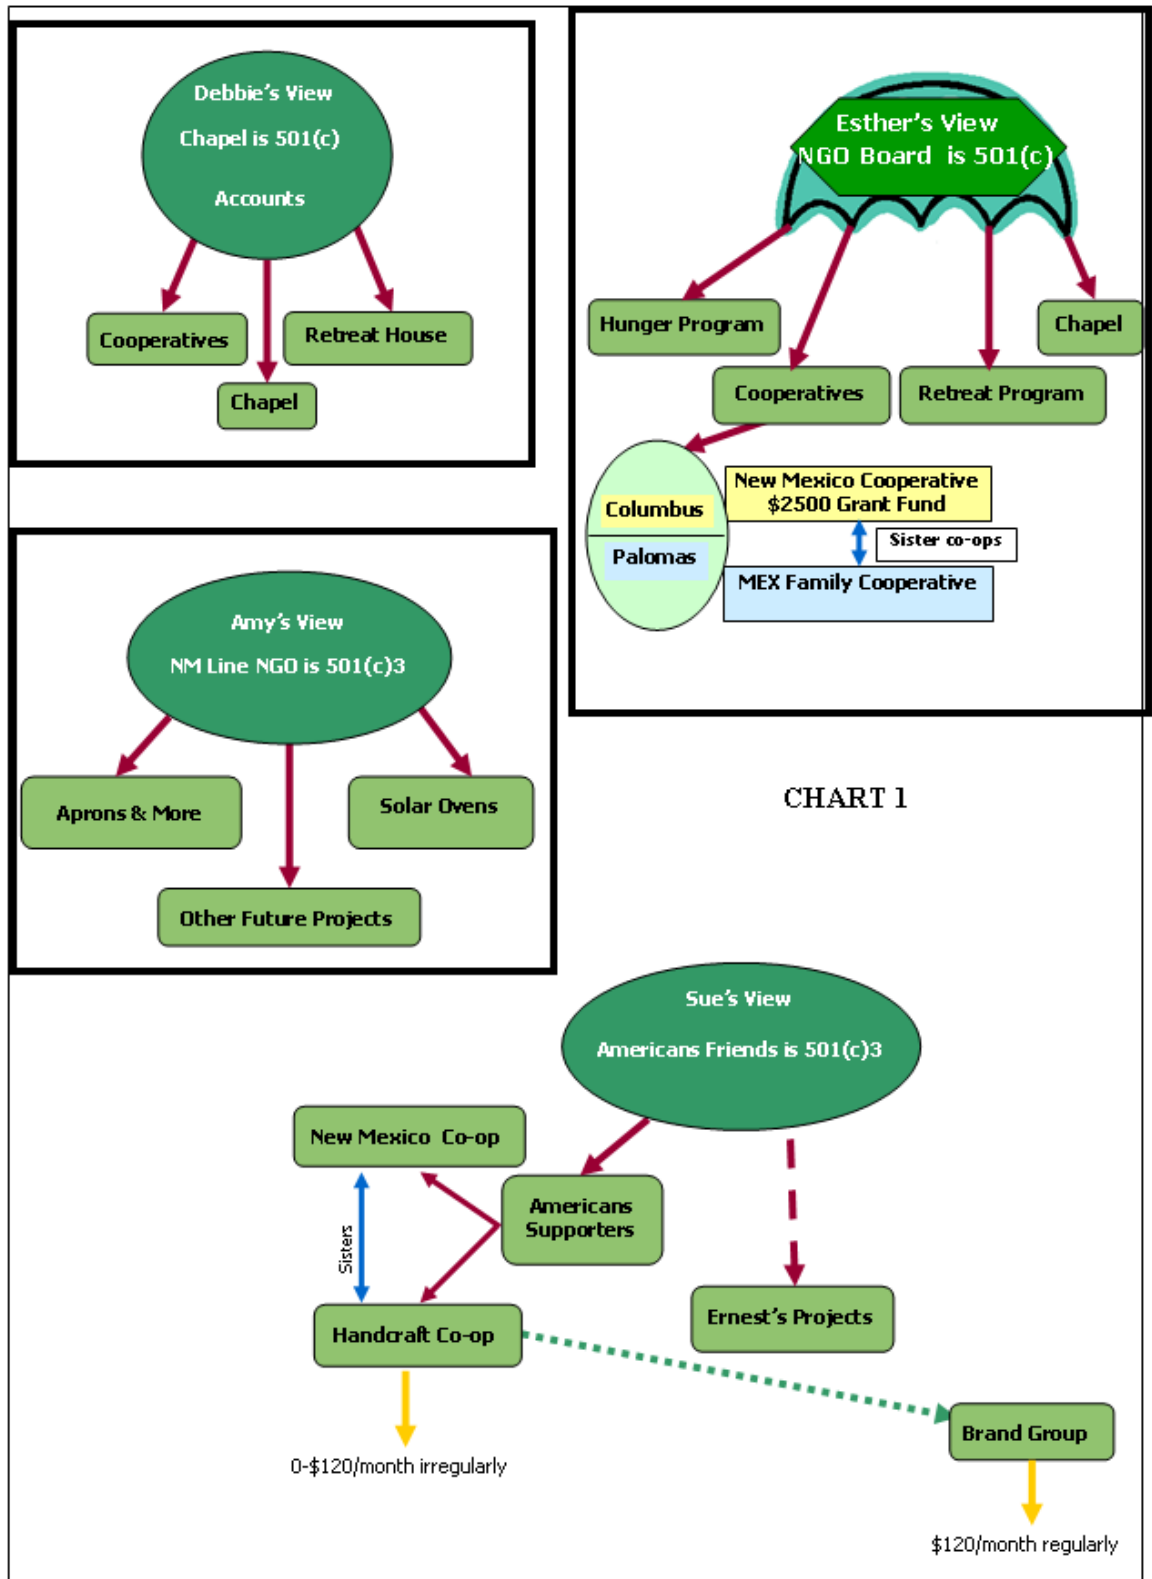 Debbie's View
Chapel is 501(c)
Accounts
Cooperatives
Retreat House
Chapel
Esther's View
NGO Board is 501(c)
Hunger Program
Chapel
Cooperatives
Retreat Program
Columbus
Palomas
New Mexico Cooperative
$2500 Grant Fund
Sister co-ops
MEX Family Cooperative
Amy's View
NM Line NGO is 501(c)3
Aprons & More
Solar Ovens
Other Future Projects
CHART 1
Sue's View
Americans Friends is 501(c)3
New Mexico Co-op
Americans
Supporters
Sisters
Handcraft Co-op
Ernest's Projects
Brand Group
0-$120/month irregularly
$120/month regularly